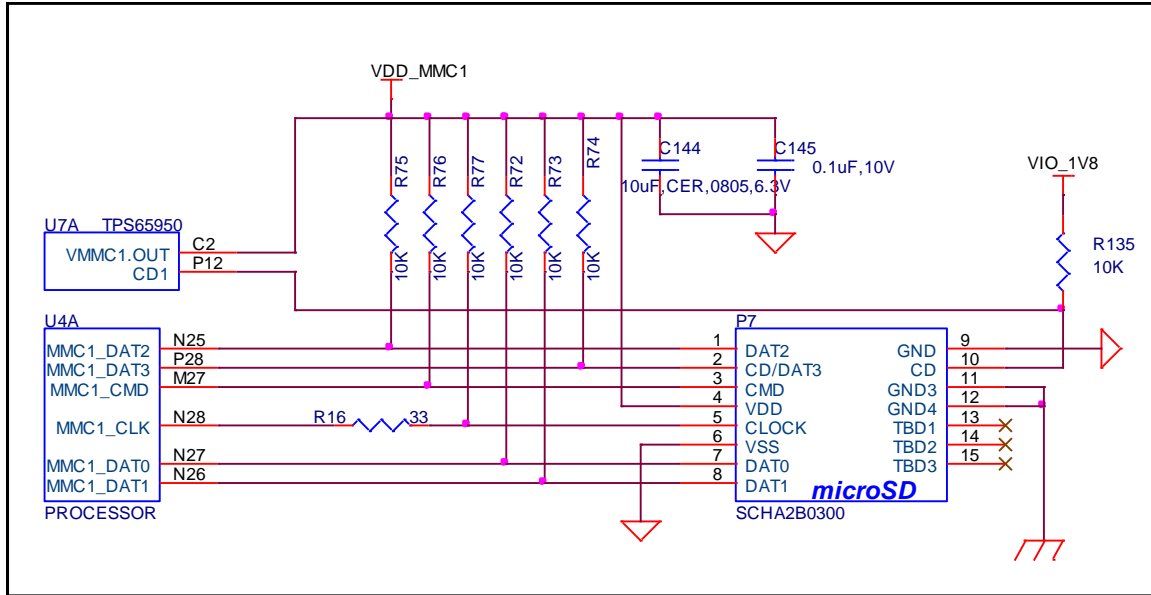 VDD_MMC1
R75
R76
R77
R72
R73
R74
C144
10uF,CER,0805,6.3V
C145
0.1uF,10V
VIO_1V8
R135
10K
10K
10K
10K
10K
10K
10K
U7A TPS65950
VMMC1.OUT C2
CD1 P12
U4A
MMC1_DAT2 N25
MMC1_DAT3 P28
MMC1_CMD M27
MMC1_CLK N28
R16 33
MMC1_DAT0 N27
MMC1_DAT1 N26
PROCESSOR
P7
1 DAT2 GND 9
2 CD/DAT3 CD 10
3 CMD GND3 11
4 VDD GND4 12
5 CLOCK TBD1 13
6 VSS TBD2 14
7 DAT0 TBD3 15
8 DAT1
microSD
SCHA2B0300